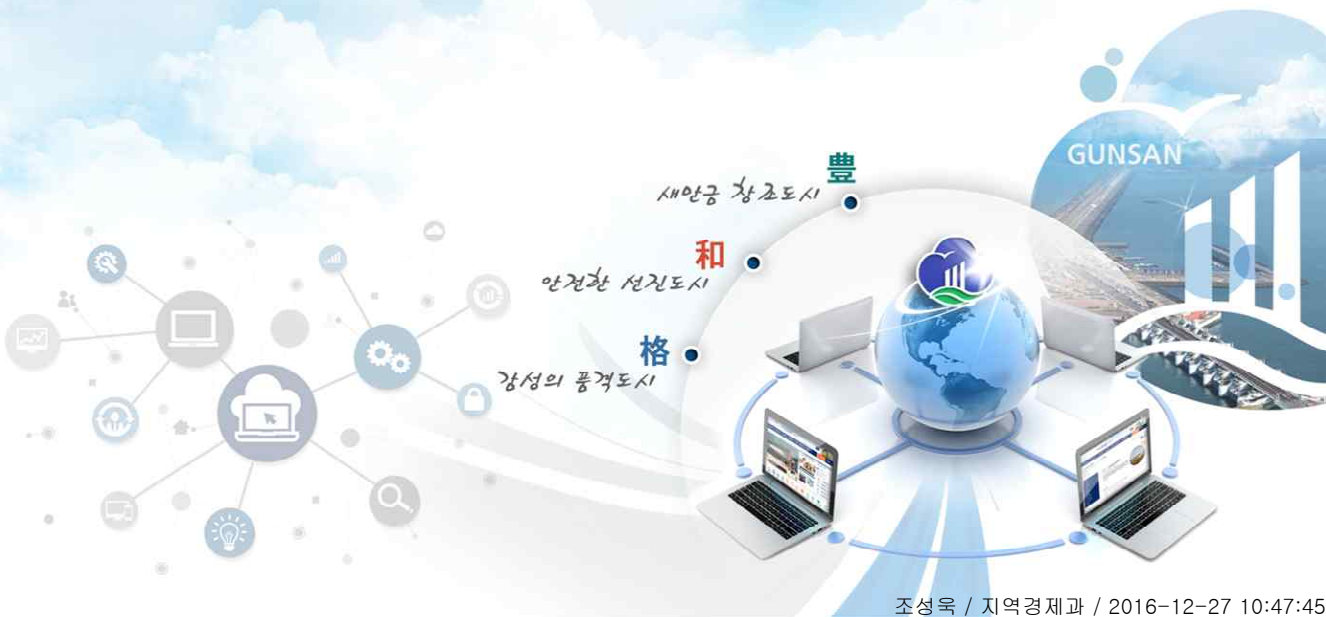 GUNSAN
豊
새만금 창조도시
和
안전한 선진도시
格
감성의 품격도시
조성욱 / 지역경제과 / 2016-12-27 10:47:45